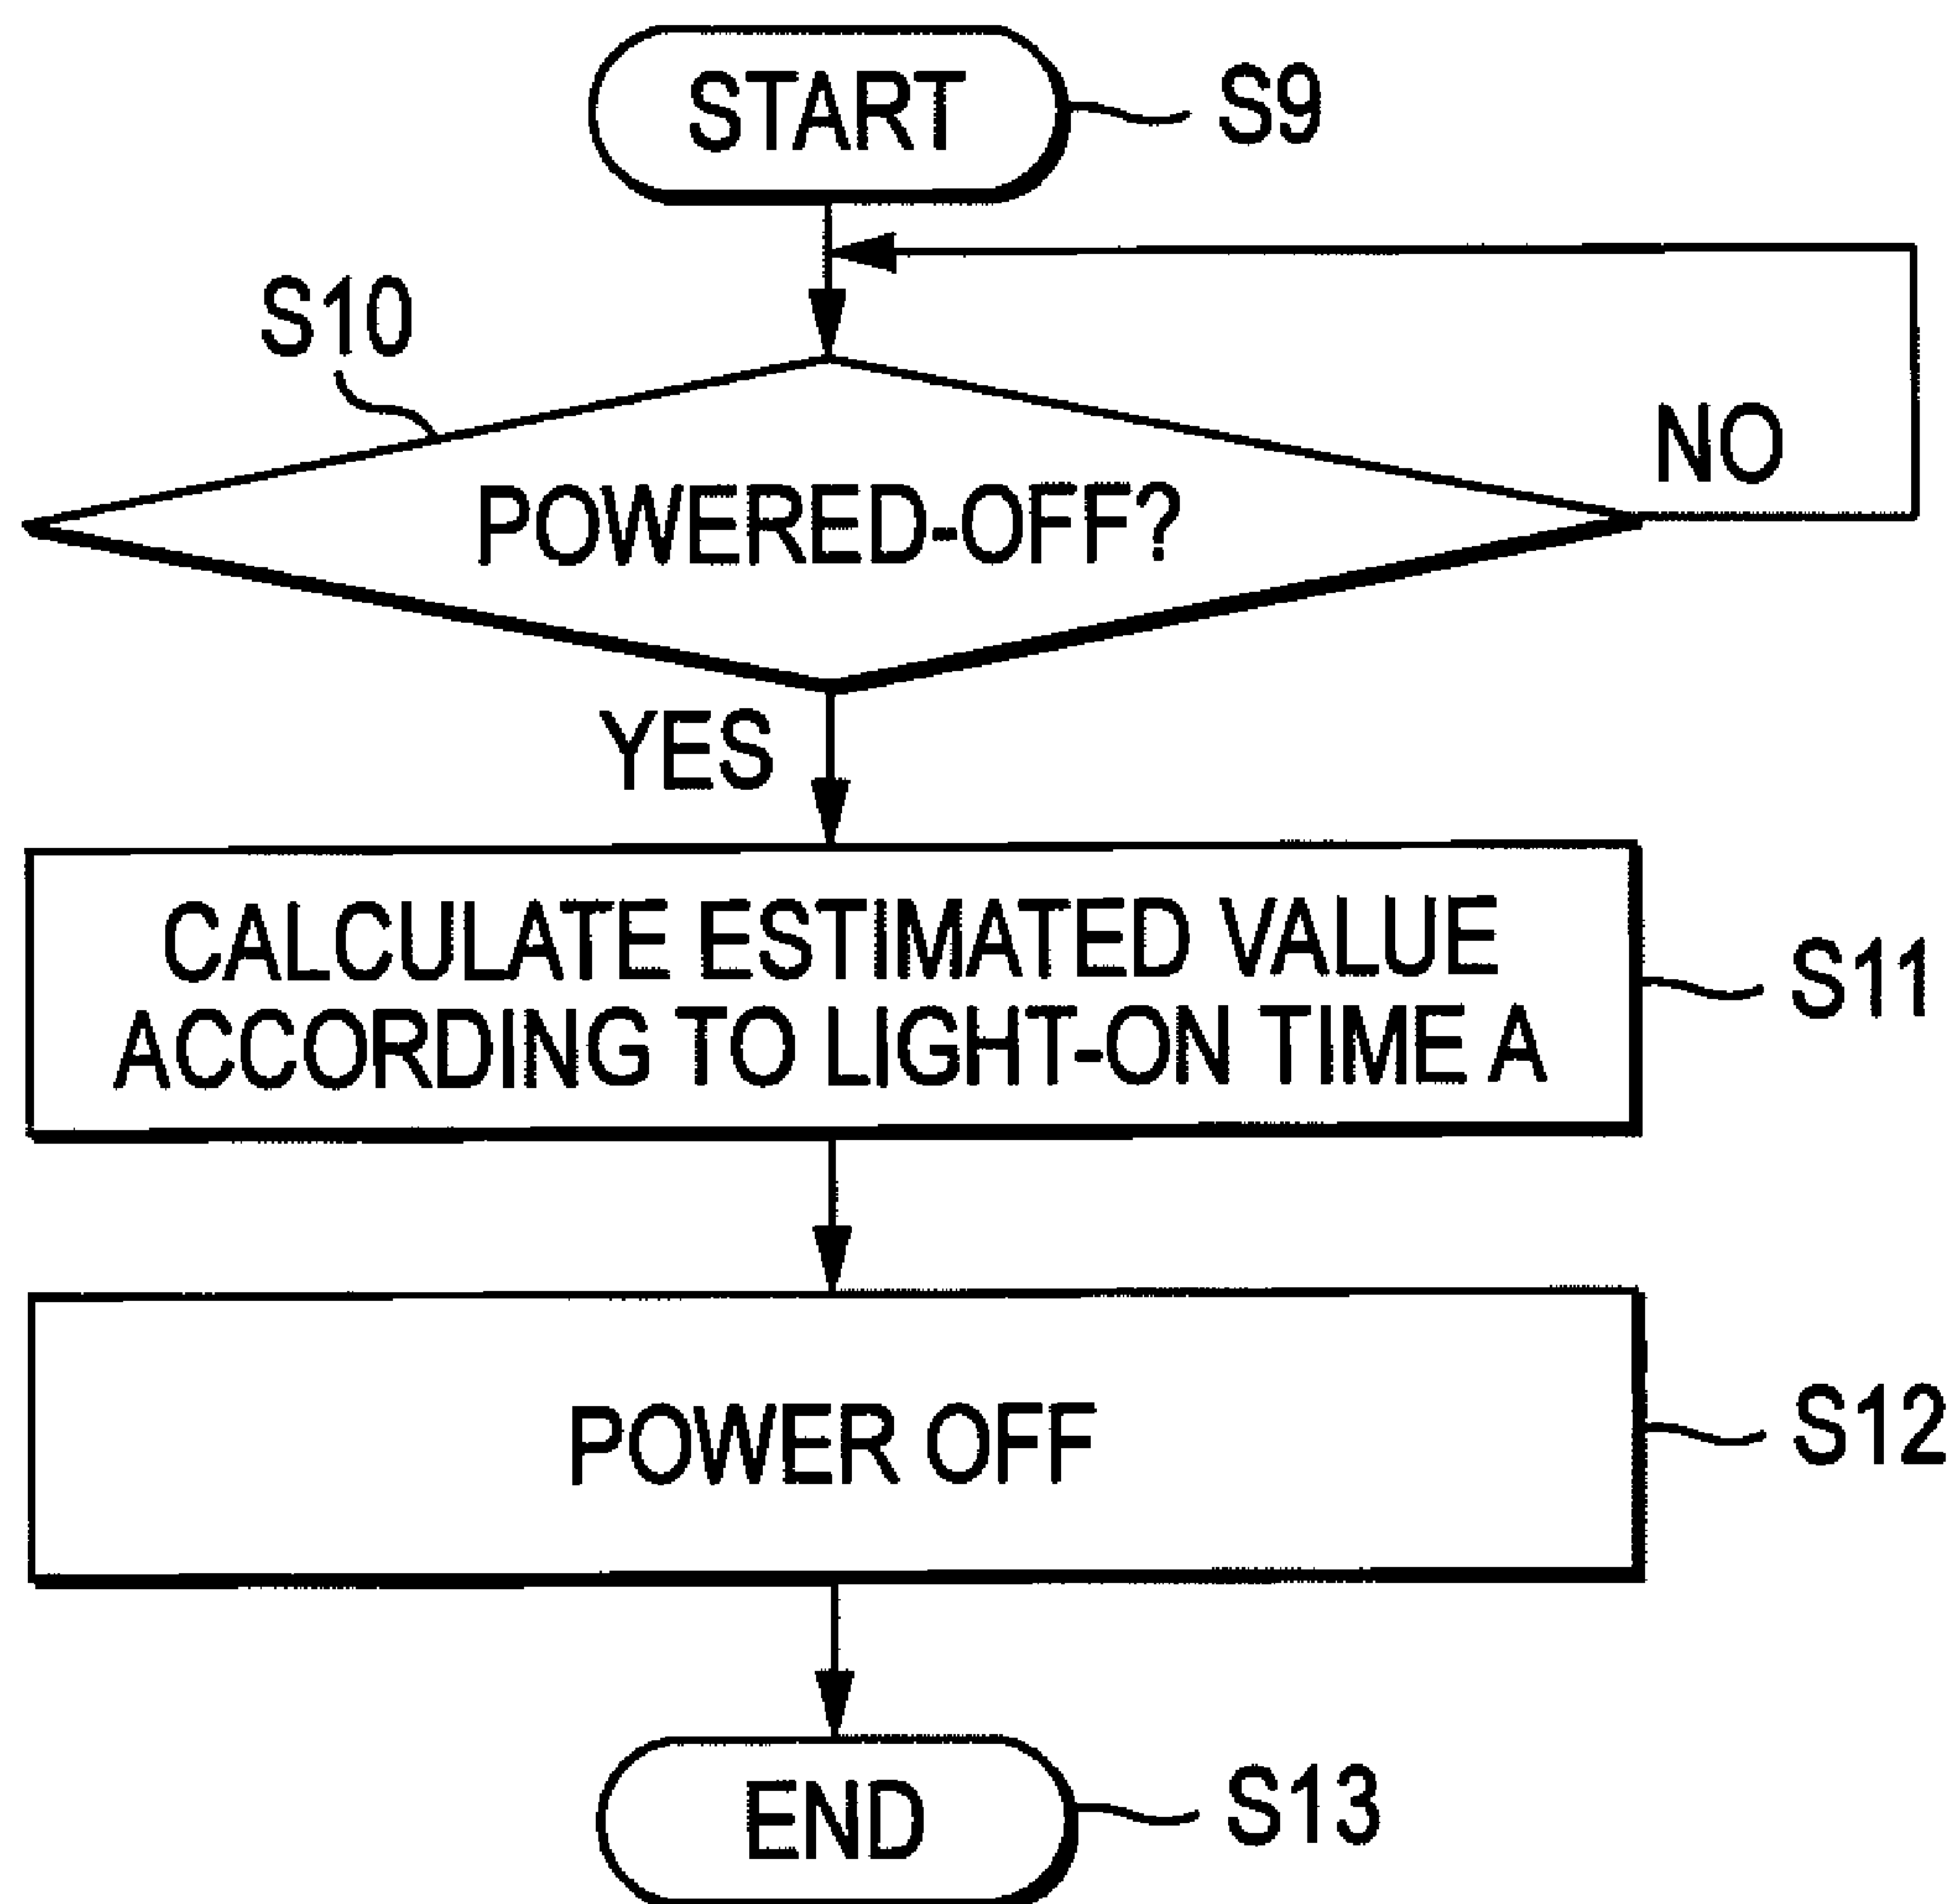 START
S9
S10
NO
POWERED-OFF?
YES
CALCULATE ESTIMATED VALUE
ACCORDING TO LIGHT-ON TIME A
S11
POWER OFF
S12
END
S13